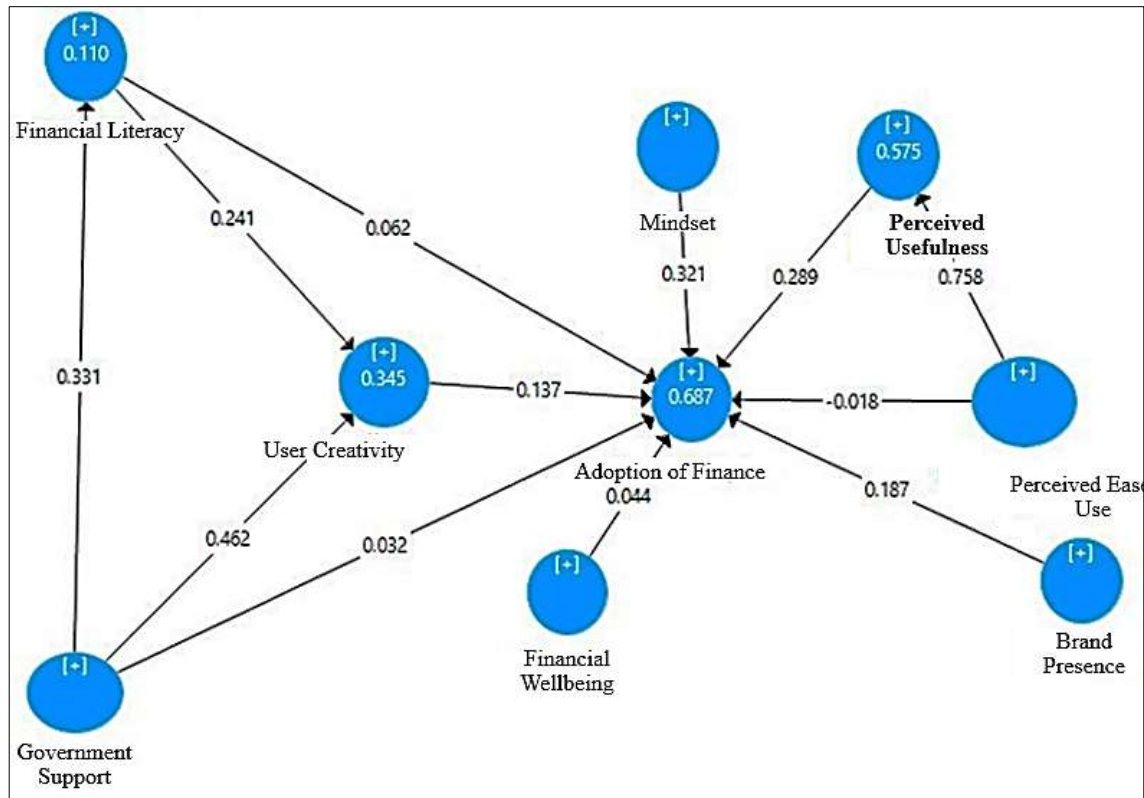 [+]
0.110
Financial Literacy
[+]
Mindset
[+]
0.575
Perceived
Usefulness
0.241
0.062
0.321
0.289
0.758
0.331
[+]
0.345
User Creativity
0.137
[+]
0.687
Adoption of Finance
-0.018
[+]
Perceived Ease
Use
0.462
0.032
0.044
0.187
[+]
Financial
Wellbeing
[+]
Brand
Presence
[+]
Government
Support